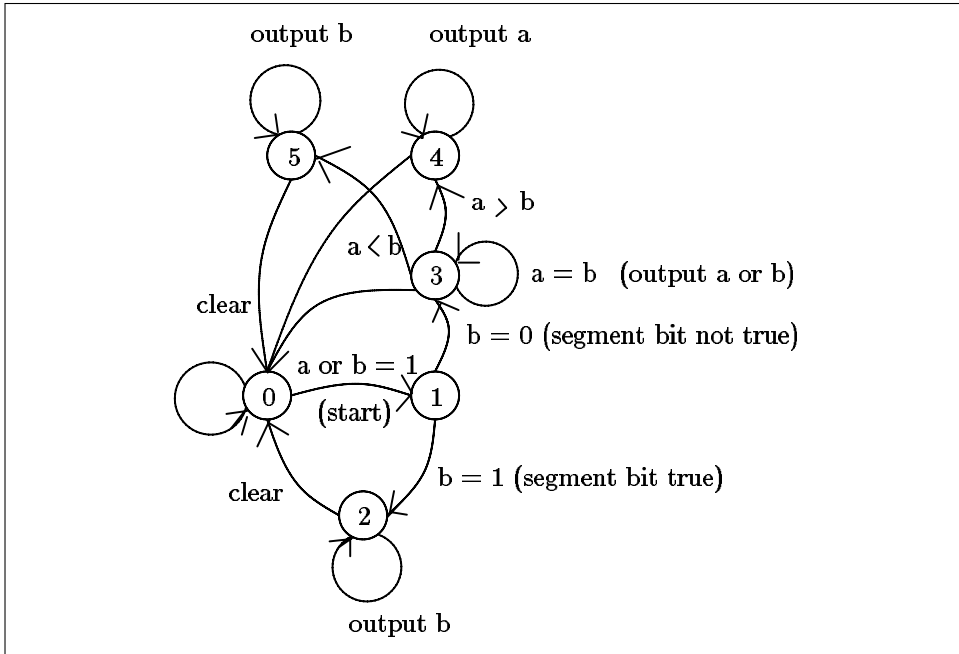 output b
output a
5
4
a > b
a < b
3
a = b (output a or b)
clear
b = 0 (segment bit not true)
a or b = 1
0
1
(start)
b = 1 (segment bit true)
clear
2
output b